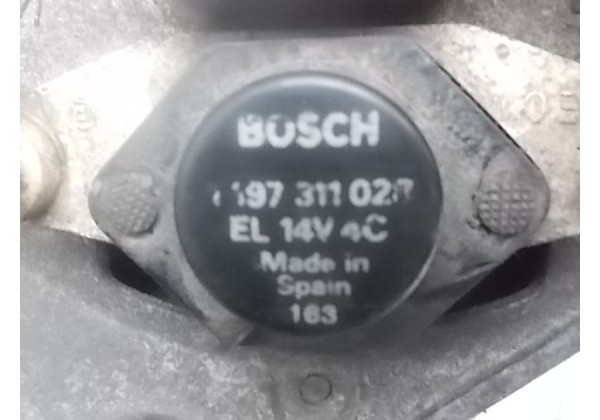 BOSCH
197 311 028
EL 14V 4C
Made in
Spain
163